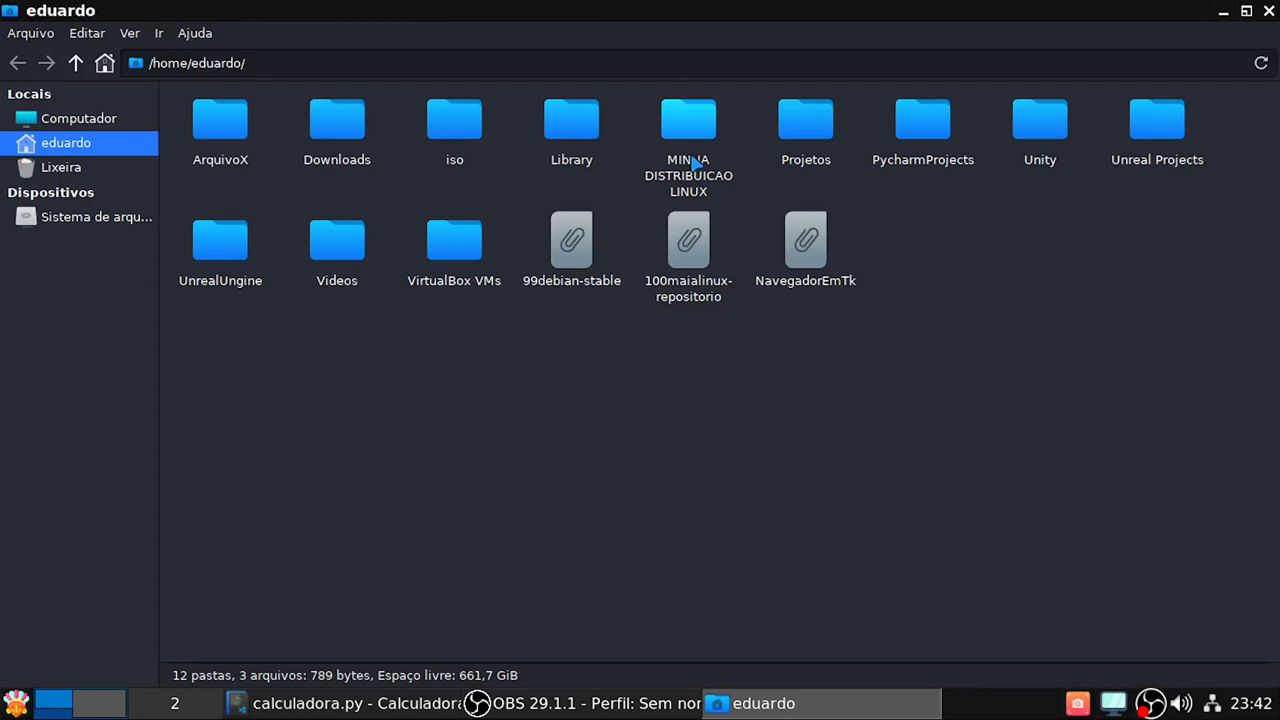 eduardo
Arquivo Editar Ver Ir Ajuda
/home/eduardo/
Locais
Computador
eduardo
Lixeira
Dispositivos
Sistema de arqu...
ArquivoX
Downloads
iso
Library
MINHA
DISTRIBUICAO
LINUX
Projetos
PycharmProjects
Unity
Unreal Projects
UnrealUngine
Videos
VirtualBox VMs
99debian-stable
100maialinux-
repositorio
NavegadorEmTk
12 pastas, 3 arquivos: 789 bytes, Espaço livre: 661,7 GiB
2
calculadora.py - Calculado
OBS 29.1.1 - Perfil: Sem nor
eduardo
23:42